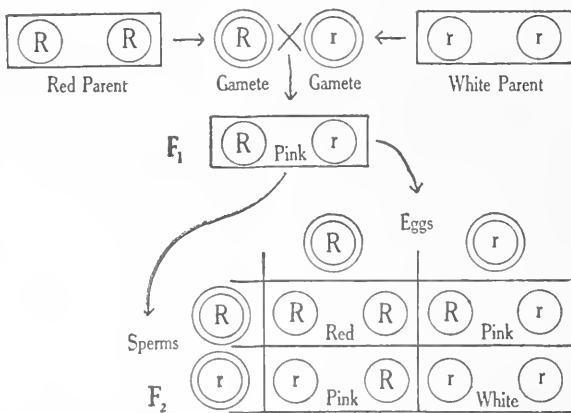 R R R r r r
Red Parent Gamete Gamete White Parent
F₁ R Pink r
Eggs
R r
Sperms R R Red R R Pink r
F₂ r r Pink R r White r